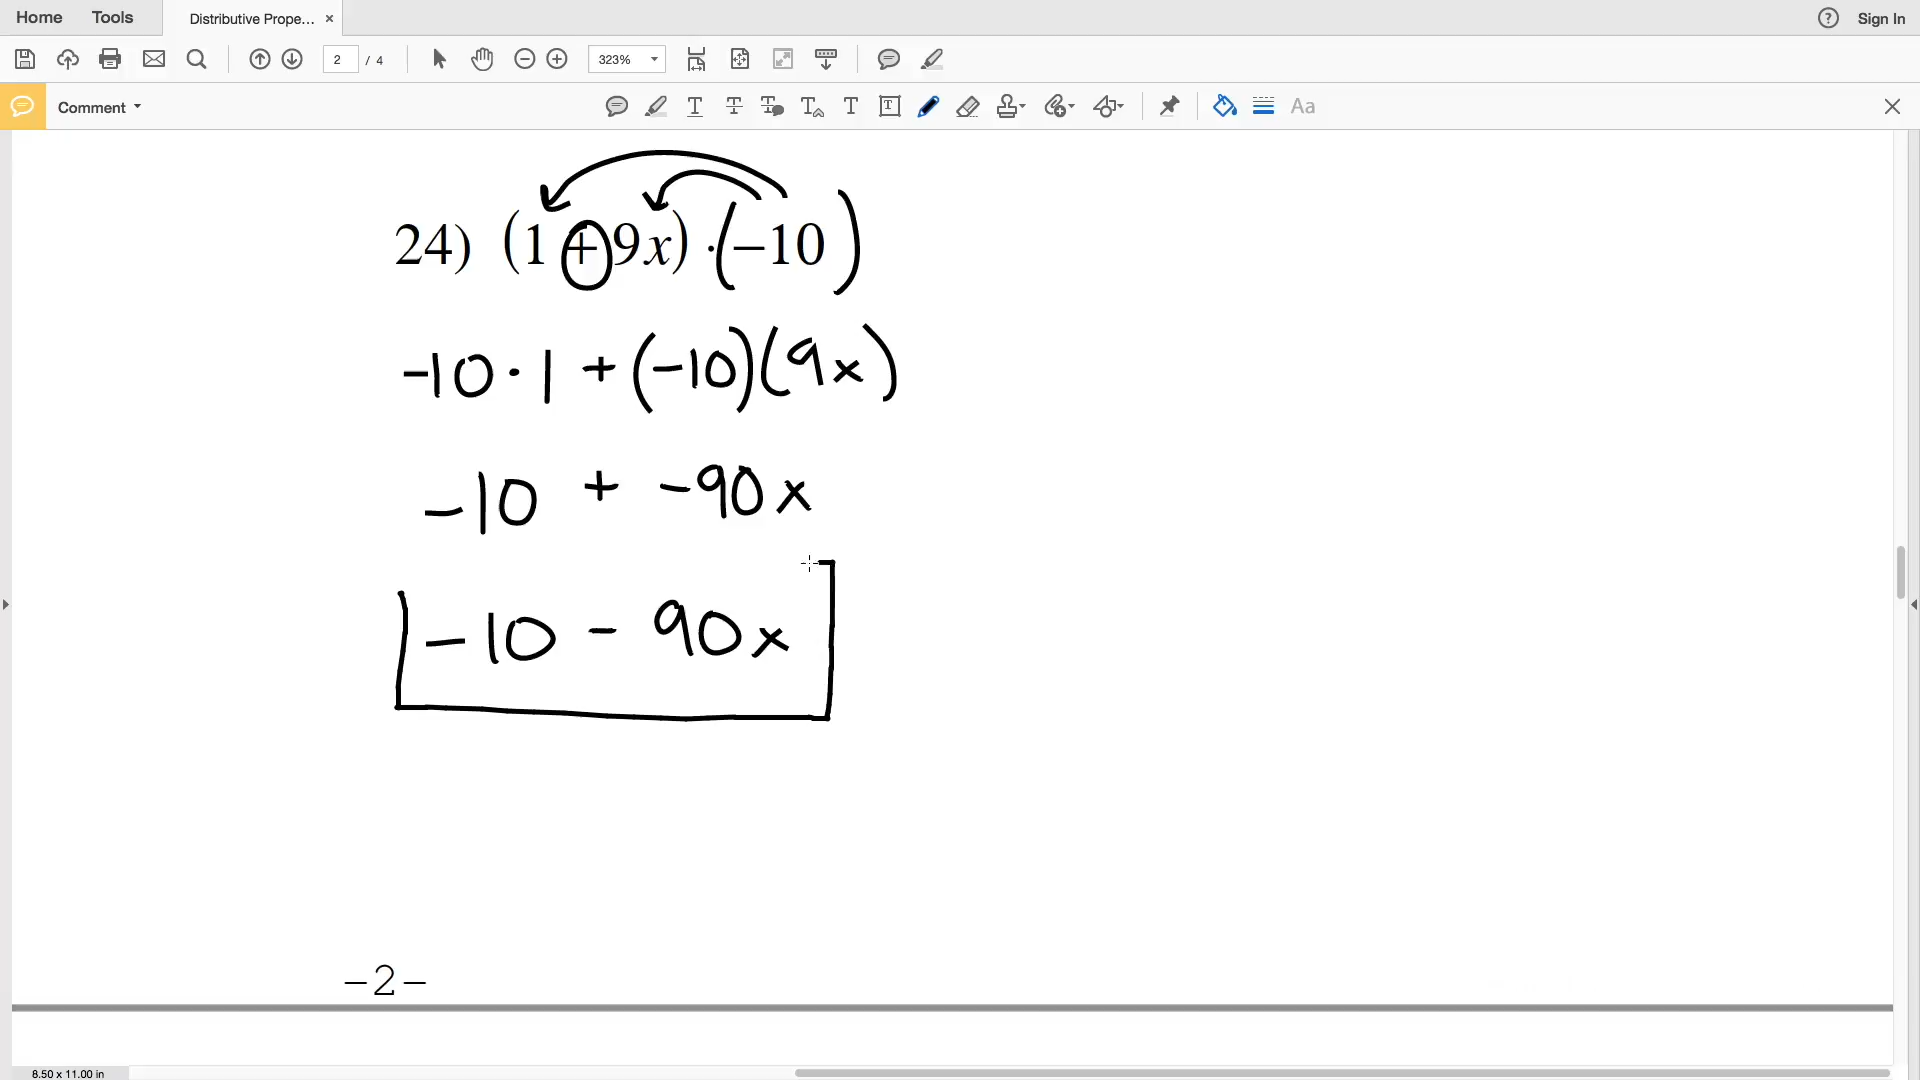 Home Tools Distributive Prope... × ? Sign In
2 / 4 323%
Comment T T T T T T Aa
24) (1 + 9x) · (−10)
-10 · 1 + (-10)(9x)
-10 + -90x
-10 - 90x
-2-
8.50 x 11.00 in